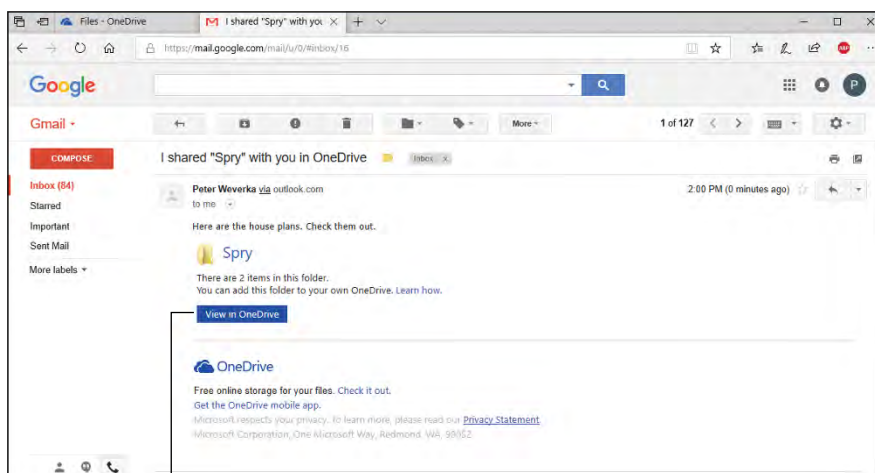 Files - OneDrive
I shared "Spry" with you
https://mail.google.com/mail/u/0/#inbox/16
ABP
Google
P
Gmail
More
1 of 127
COMPOSE
I shared "Spry" with you in OneDrive
Inbox x
Inbox (84)
Starred
Important
Sent Mail
More labels
Peter Weverka via outlook.com
2:00 PM (0 minutes ago)
to me
Here are the house plans. Check them out.
Spry
There are 2 items in this folder.
You can add this folder to your own OneDrive. Learn how.
View in OneDrive
OneDrive
Free online storage for your files. Check it out.
Get the OneDrive mobile app.
Microsoft respects your privacy. To learn more, please read our Privacy Statement.
Microsoft Corporation, One Microsoft Way, Redmond, WA, 98052